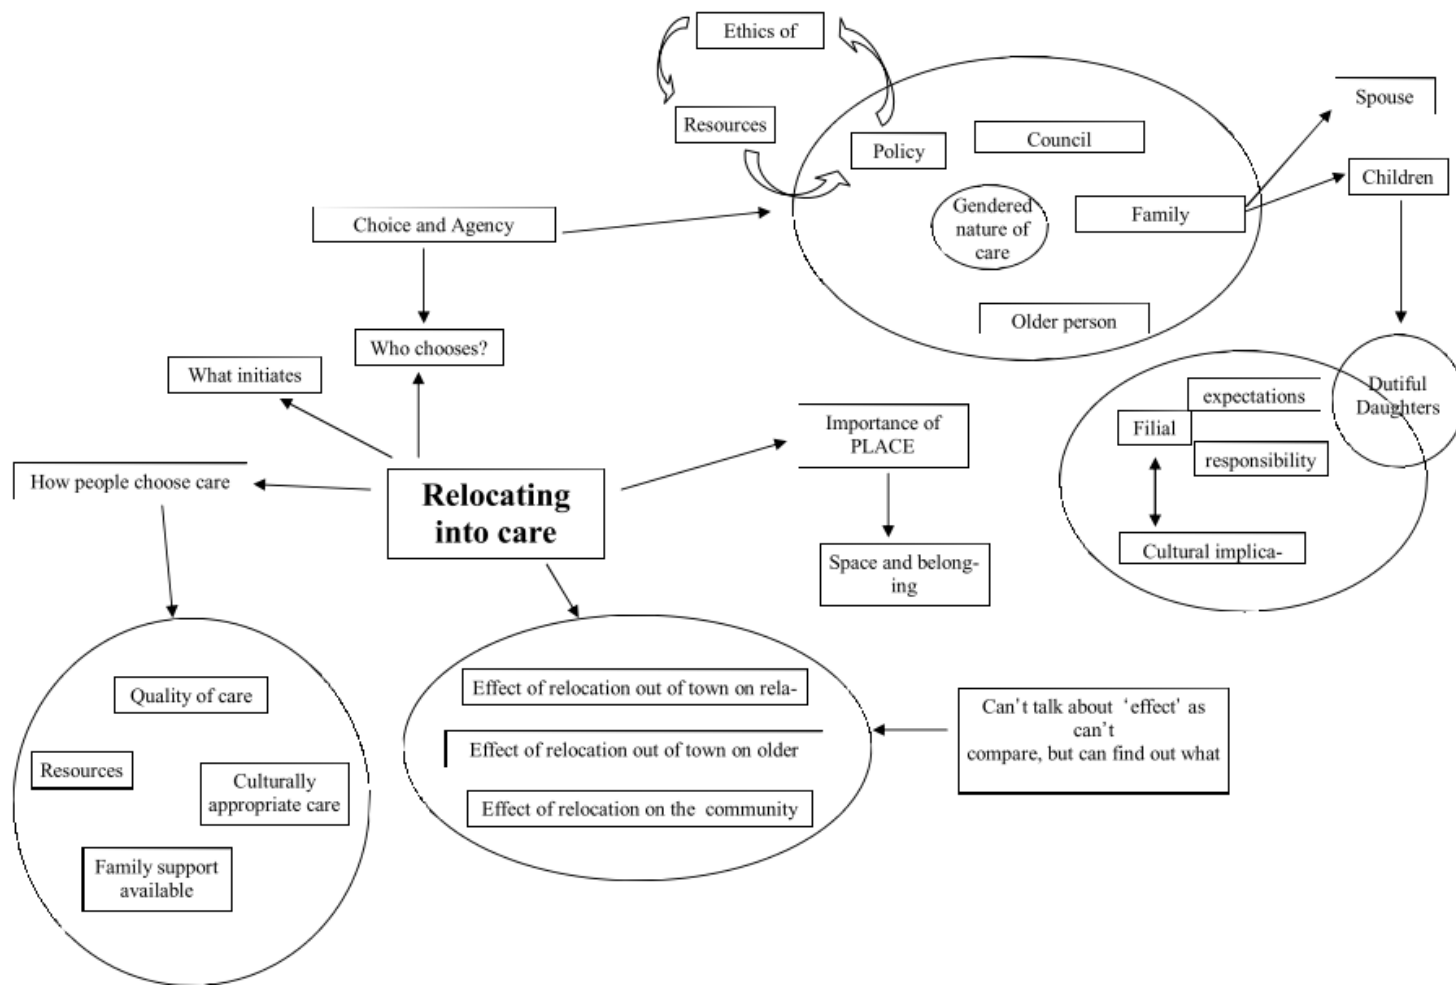 Ethics of
Resources
Policy
Council
Spouse
Children
Gendered
nature of
care
Family
Older person
Choice and Agency
Who chooses?
What initiates
How people choose care
Relocating
into care
Importance of
PLACE
Space and belong-
ing
Dutiful
Daughters
expectations
Filial
responsibility
Cultural implica-
Quality of care
Resources
Culturally
appropriate care
Family support
available
Effect of relocation out of town on rela-
Effect of relocation out of town on older
Effect of relocation on the community
Can't talk about 'effect' as
can't
compare, but can find out what